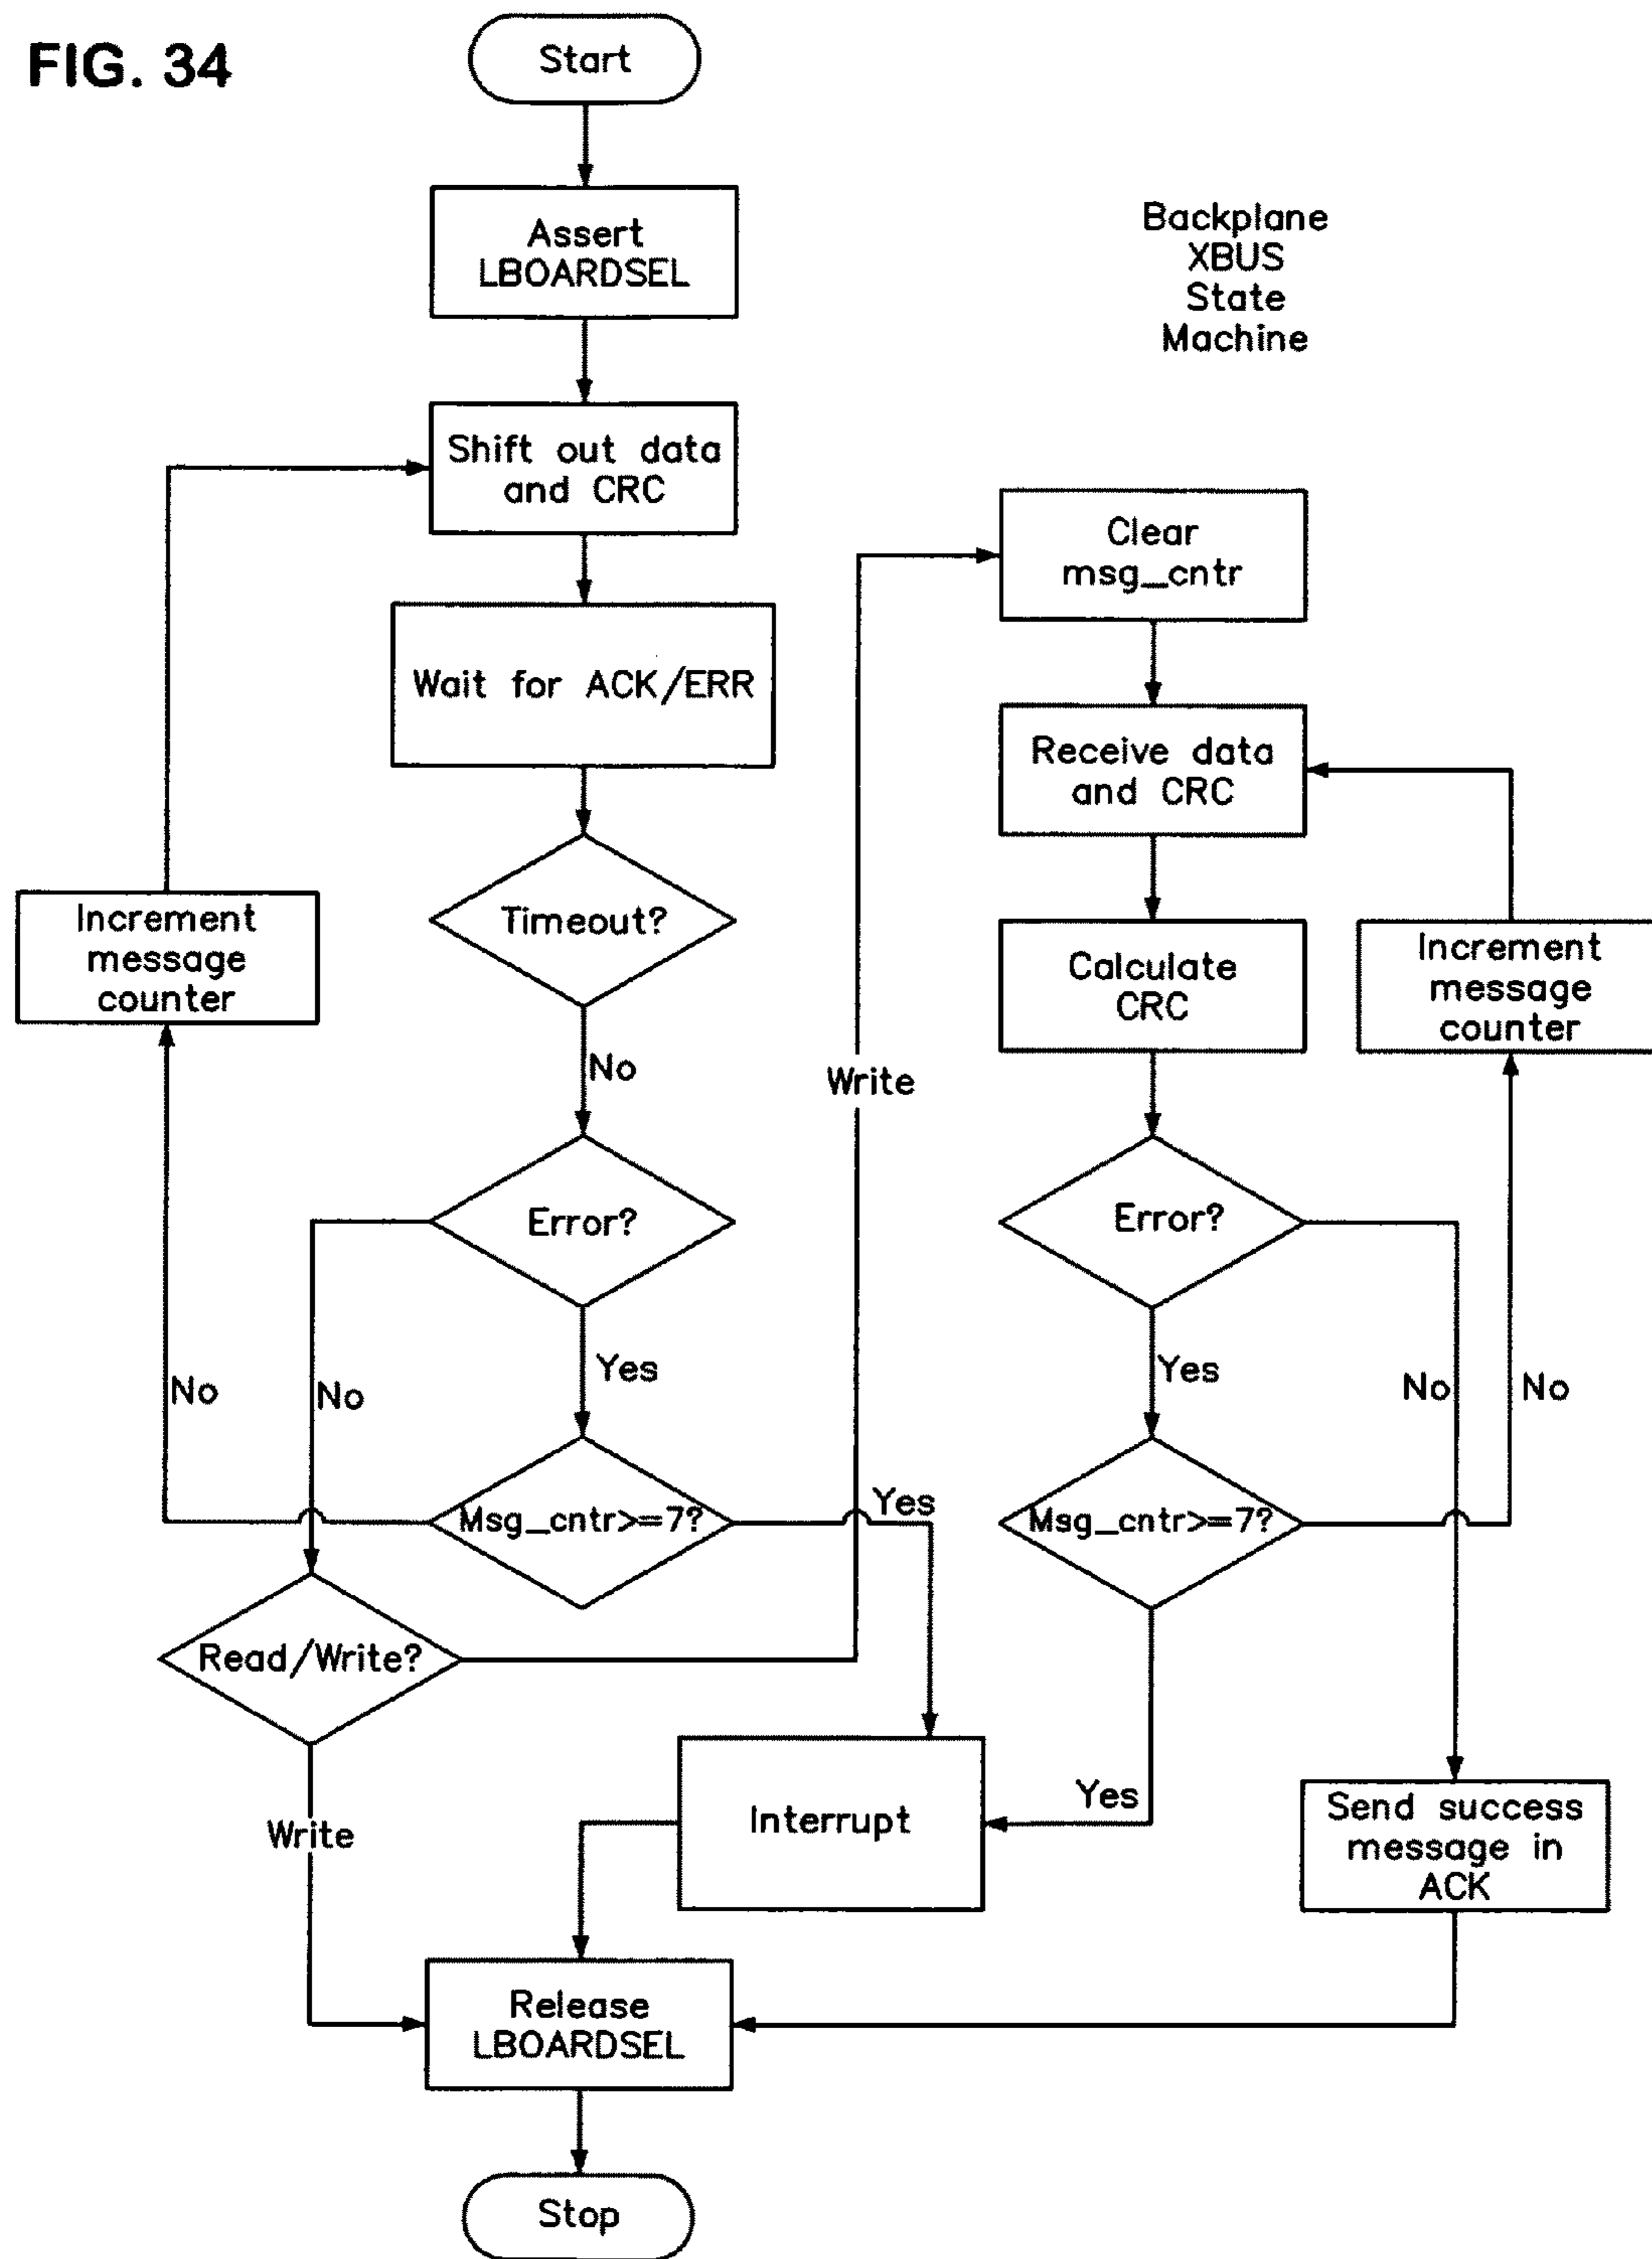 FIG. 34
Start
Assert
LBOARDSEL
Backplane
XBUS
State
Machine
Shift out data
and CRC
Clear
msg_cntr
Wait for ACK/ERR
Receive data
and CRC
Timeout?
Increment
message
counter
Calculate
CRC
Increment
message
counter
No
Write
Error?
Error?
Yes
Yes
No
No
No
No
Msg_cntr>=7?
Yes
Msg_cntr>=7?
Read/Write?
Interrupt
Yes
Send success
message in
ACK
Write
Release
LBOARDSEL
Stop